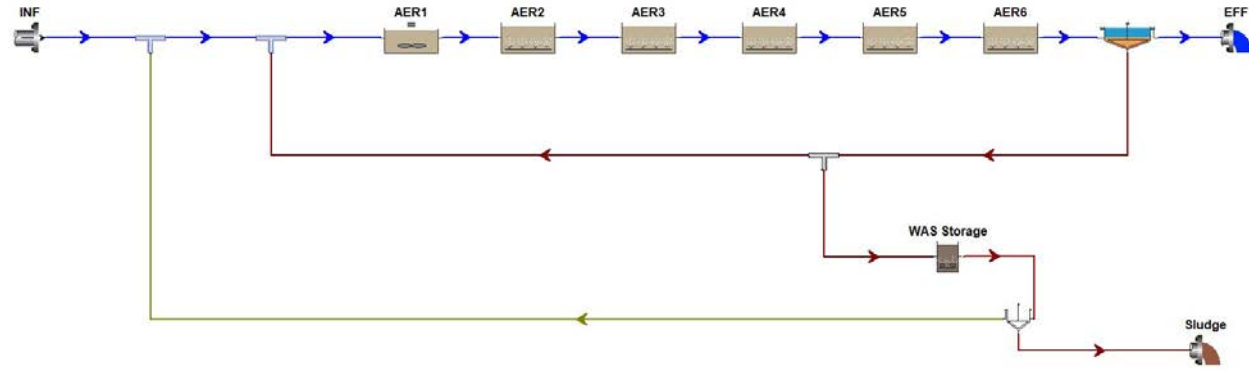 INF
AER1
AER2
AER3
AER4
AER5
AER6
EFF
WAS Storage
Sludge